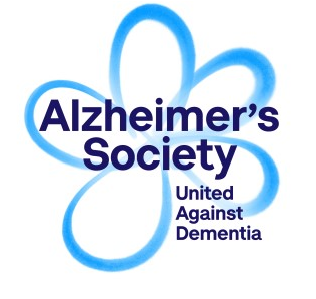 Alzheimer’s
Society
United
Against
Dementia